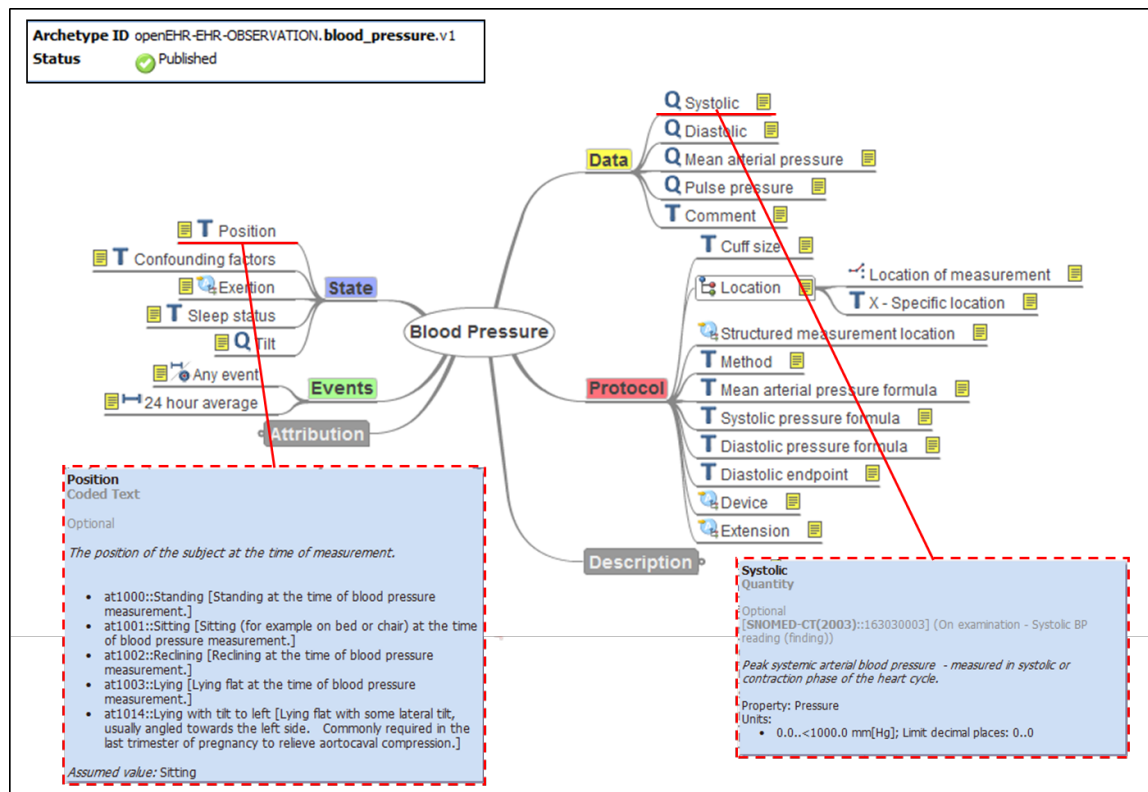 Archetype ID openEHR-EHR-OBSERVATION.blood_pressure.v1
Status Published
Blood Pressure
Data
Q Systolic
Q Diastolic
Q Mean arterial pressure
Q Pulse pressure
T Comment
State
T Position
T Confounding factors
Exertion
T Sleep status
Q Tilt
Events
Any event
24 hour average
Attribution
Protocol
T Cuff size
Location
Location of measurement
T X - Specific location
Structured measurement location
T Method
T Mean arterial pressure formula
T Systolic pressure formula
T Diastolic pressure formula
T Diastolic endpoint
Device
Extension
Description
Position
Coded Text
Optional
The position of the subject at the time of measurement.
• at1000::Standing [Standing at the time of blood pressure
measurement.]
• at1001::Sitting [Sitting (for example on bed or chair) at the time
of blood pressure measurement.]
• at1002::Reclining [Reclining at the time of blood pressure
measurement.]
• at1003::Lying [Lying flat at the time of blood pressure
measurement.]
• at1014::Lying with tilt to left [Lying flat with some lateral tilt,
usually angled towards the left side. Commonly required in the
last trimester of pregnancy to relieve aortocaval compression.]
Assumed value: Sitting
Systolic
Quantity
Optional
[SNOMED-CT(2003)::163030003] (On examination - Systolic BP
reading (finding))
Peak systemic arterial blood pressure - measured in systolic or
contraction phase of the heart cycle.
Property: Pressure
Units:
• 0.0..<1000.0 mm[Hg]; Limit decimal places: 0..0